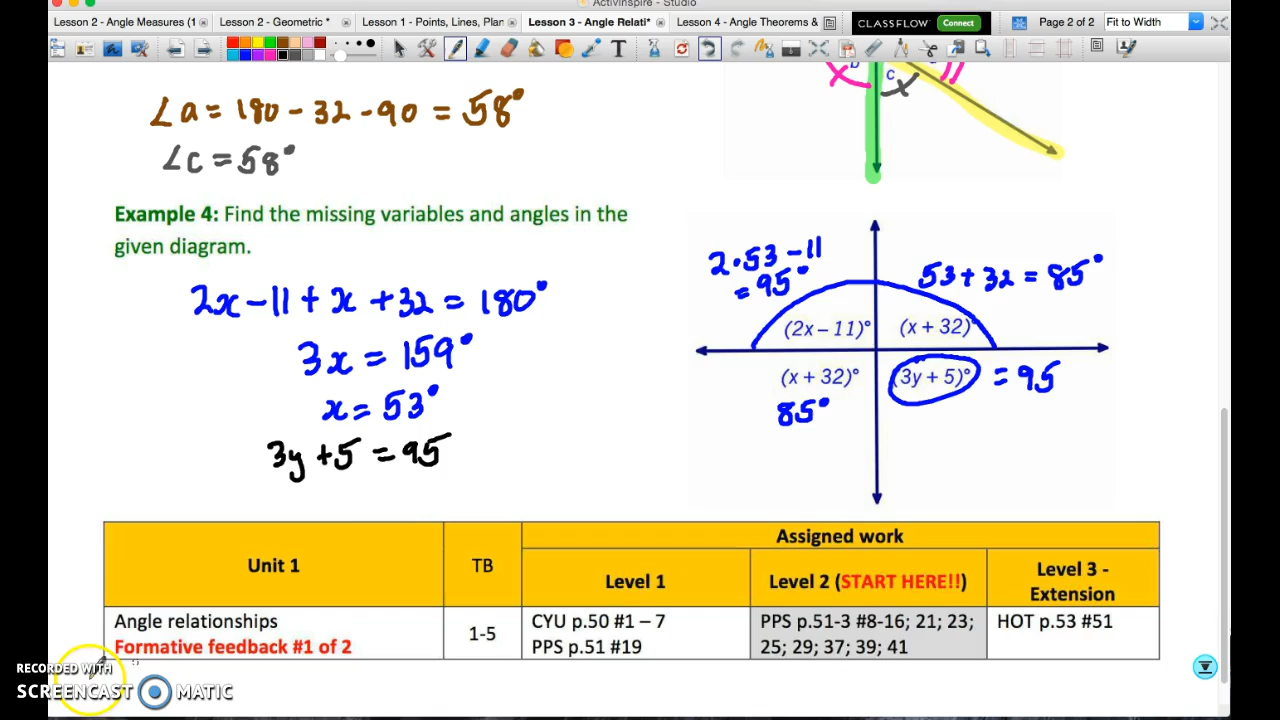 ActivInspire - Studio
Lesson 2 - Angle Measures (1
Lesson 2 - Geometric *
Lesson 1 - Points, Lines, Plan
Lesson 3 - Angle Relati*
Lesson 4 - Angle Theorems &
CLASSFLOW Connect
Page 2 of 2
Fit to Width
∠a = 180 - 32 - 90 = 58°
∠c = 58°
b
c
Example 4: Find the missing variables and angles in the
given diagram.
2x - 11 + x + 32 = 180°
3x = 159°
x = 53°
3y + 5 = 95
2·53 - 11
= 95°
53 + 32 = 85°
(2x – 11)°
(x + 32)°
(x + 32)°
(3y + 5)° = 95
85°
Unit 1
TB
Assigned work
Level 1
Level 2 (START HERE!!)
Level 3 -
Extension
Angle relationships
Formative feedback #1 of 2
1-5
CYU p.50 #1 – 7
PPS p.51 #19
PPS p.51-3 #8-16; 21; 23;
25; 29; 37; 39; 41
HOT p.53 #51
RECORDED WITH
SCREENCAST MATIC